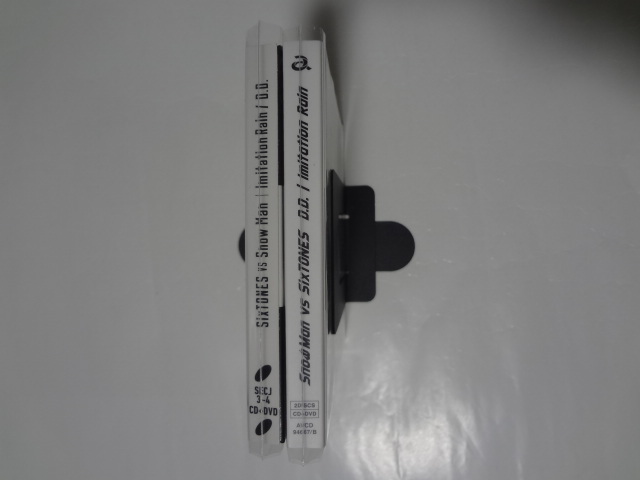 SixTONES vs Snow Man | Imitation Rain / D.D.
SECJ
3-4
CD+DVD
a
Snow Man vs SixTONES D.D. / Imitation Rain
2DISCS
CD+DVD